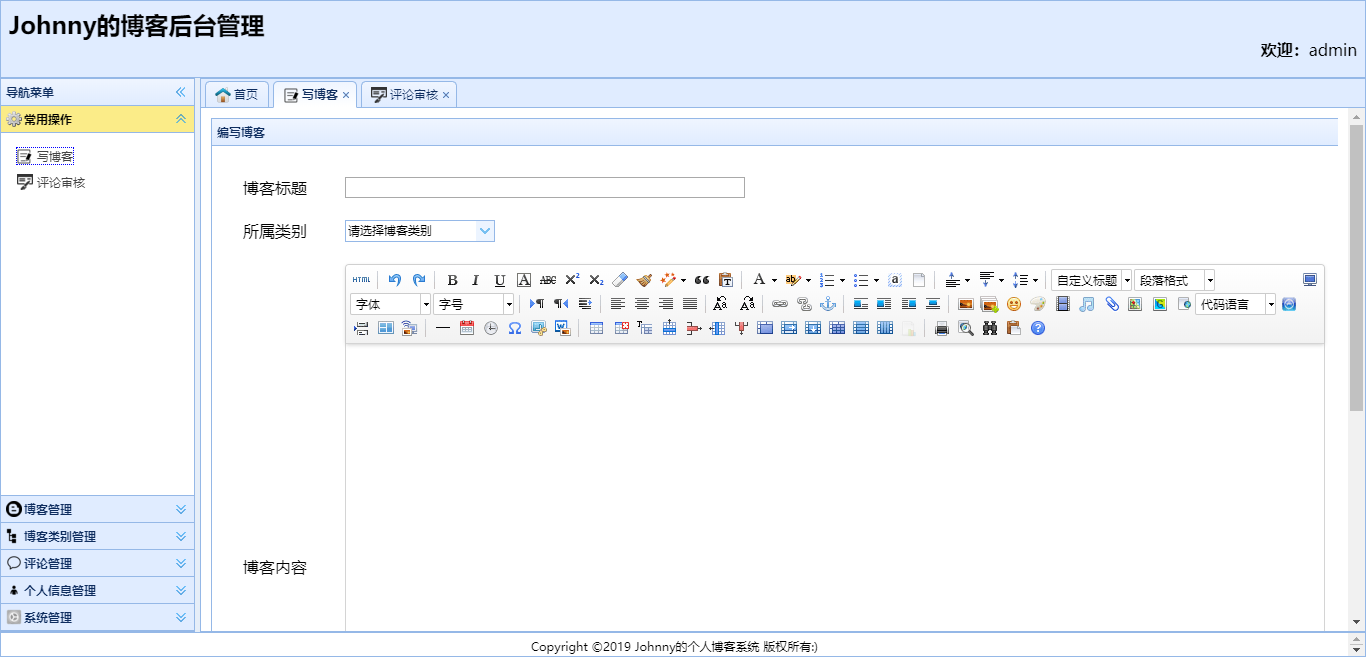 Johnny的博客后台管理
欢迎：admin
导航菜单
首页 写博客 评论审核
常用操作
写博客
评论审核
博客管理
博客类别管理
评论管理
个人信息管理
系统管理
编写博客
博客标题
所属类别 请选择博客类别
HTML B I U A ABC X² X₂ A ab a 自定义标题 段落格式
字体 字号 代码语言
博客内容
Copyright ©2019 Johnny的个人博客系统 版权所有:)